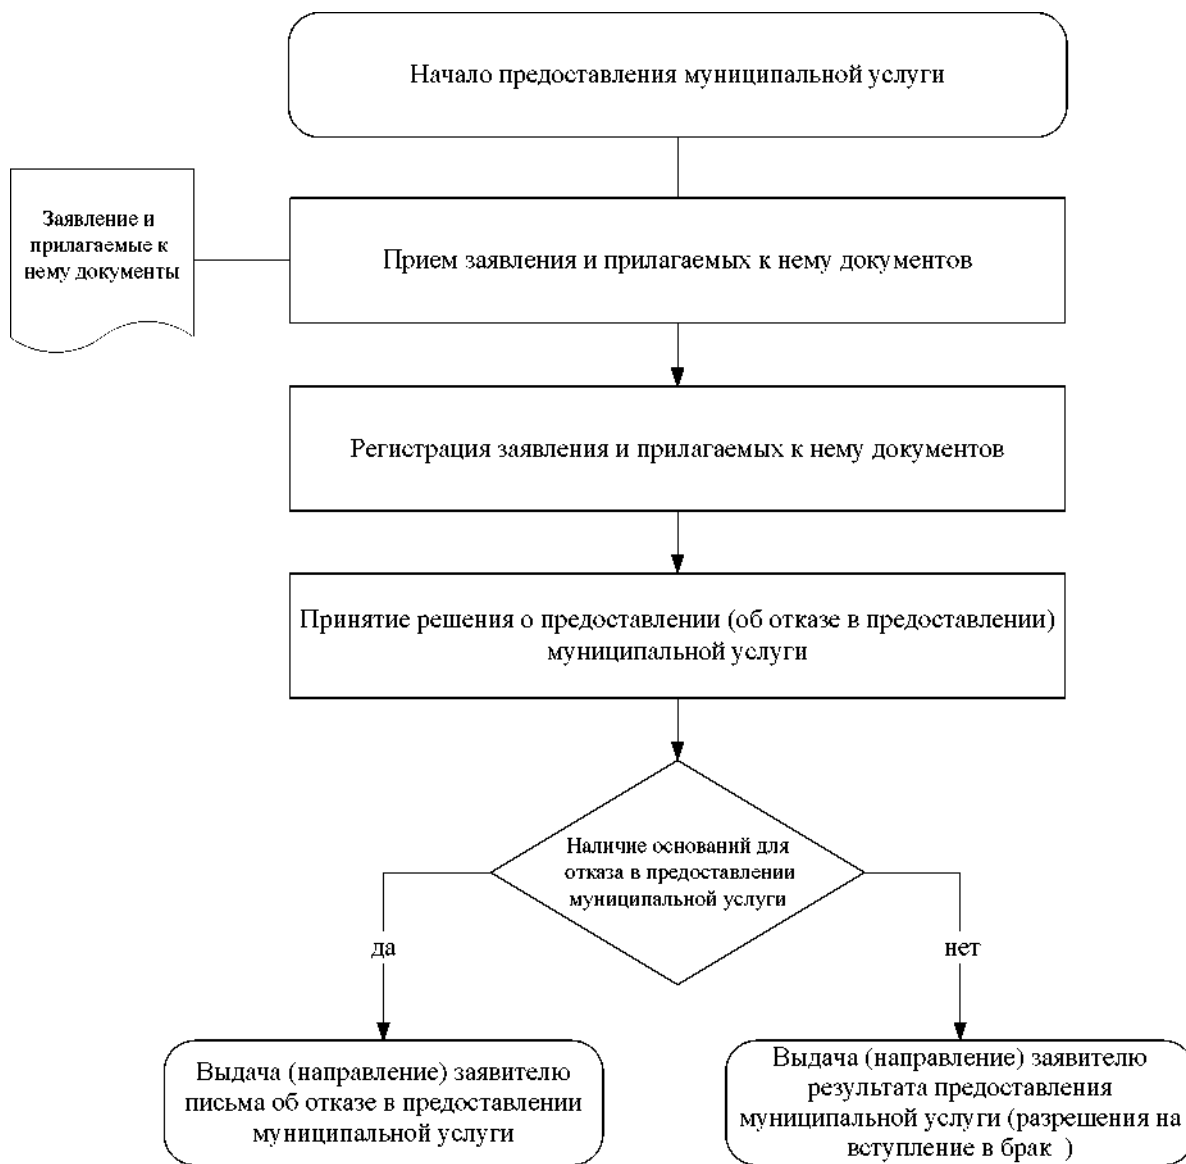 Начало предоставления муниципальной услуги
Заявление и
прилагаемые к
нему документы
Прием заявления и прилагаемых к нему документов
Регистрация заявления и прилагаемых к нему документов
Принятие решения о предоставлении (об отказе в предоставлении)
муниципальной услуги
Наличие оснований для
отказа в предоставлении
муниципальной услуги
да
нет
Выдача (направление) заявителю
письма об отказе в предоставлении
муниципальной услуги
Выдача (направление) заявителю
результата предоставления
муниципальной услуги (разрешения на
вступление в брак )